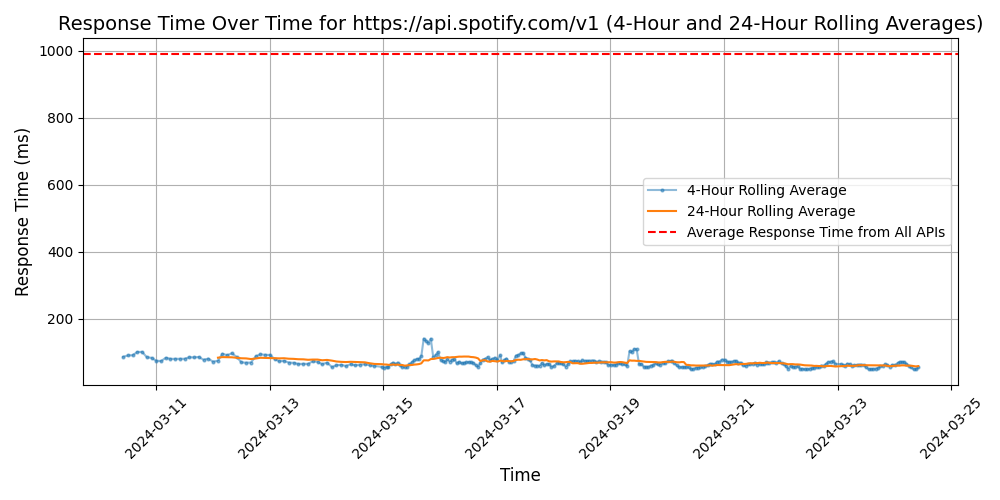 Response Time Over Time for https://api.spotify.com/v1 (4-Hour and 24-Hour Rolling Averages)
Response Time (ms)
1000
800
600
400
200
4-Hour Rolling Average
24-Hour Rolling Average
Average Response Time from All APIs
2024-03-11
2024-03-13
2024-03-15
2024-03-17
2024-03-19
2024-03-21
2024-03-23
2024-03-25
Time